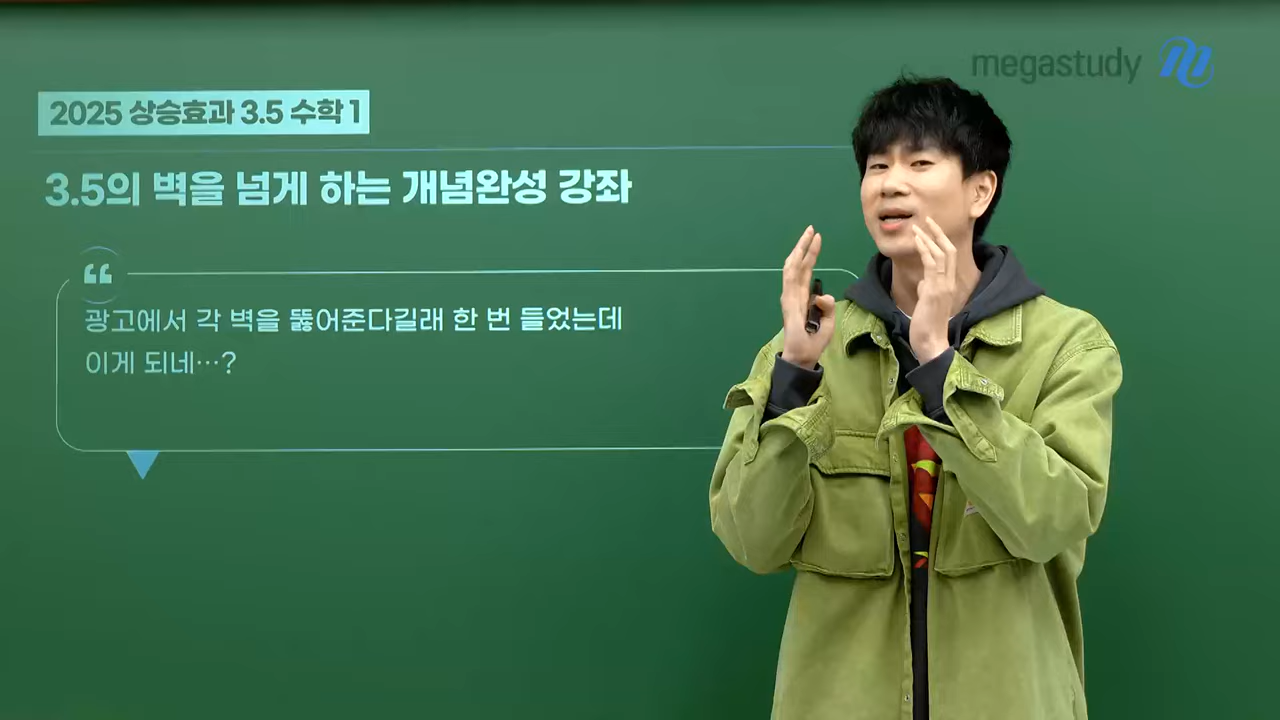 megastudy
2025 상승효과 3.5 수학 1
3.5의 벽을 넘게 하는 개념완성 강좌
“
광고에서 각 벽을 뚫어준다길래 한 번 들었는데
이게 되네…?